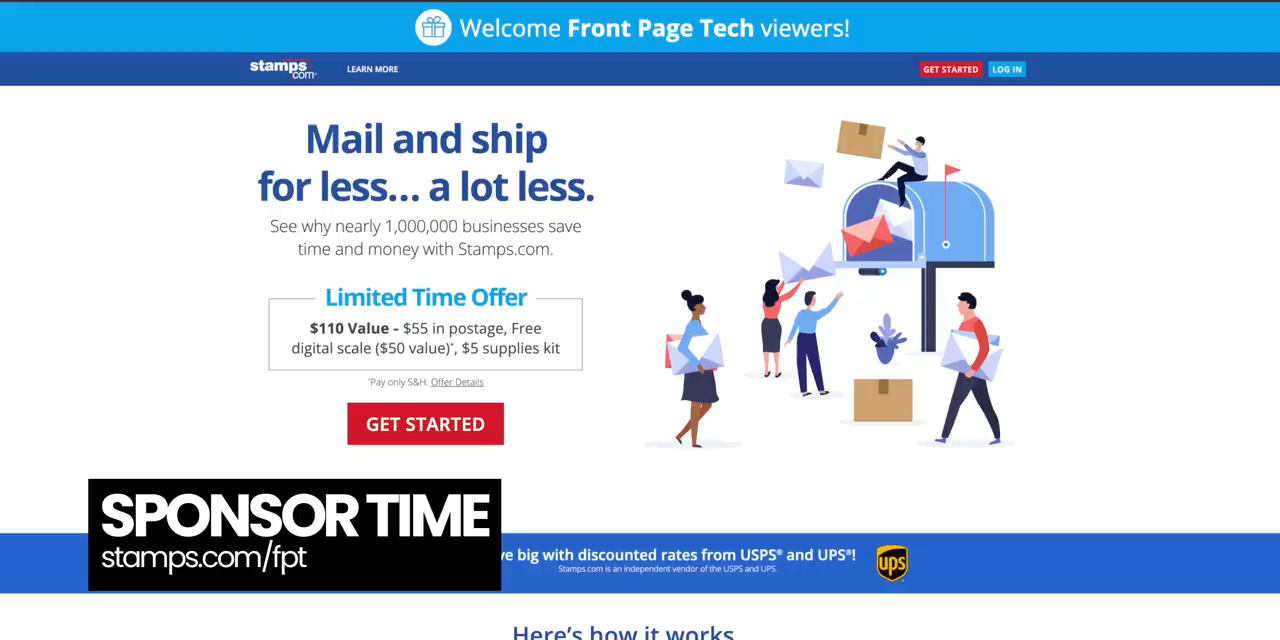 Welcome Front Page Tech viewers!
stamps.com
LEARN MORE
GET STARTED
LOG IN
Mail and ship
for less... a lot less.
See why nearly 1,000,000 businesses save
time and money with Stamps.com.
Limited Time Offer
$110 Value - $55 in postage, Free
digital scale ($50 value)*, $5 supplies kit
*Pay only S&H. Offer Details
GET STARTED
SPONSOR TIME
stamps.com/fpt
big with discounted rates from USPS® and UPS®!
Stamps.com is an independent vendor of the USPS and UPS.
ups
Here's how it works